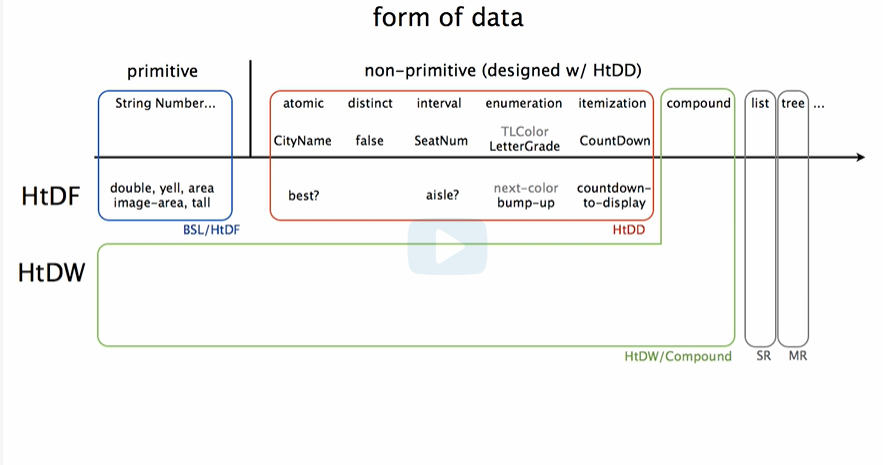 form of data
primitive
non-primitive (designed w/ HtDD)
String Number...
atomic distinct interval enumeration itemization compound list tree ...
TLColor
CityName false SeatNum LetterGrade CountDown
HtDF
double, yell, area
image-area, tall
best? aisle? next-color countdown-
bump-up to-display
BSL/HtDF
HtDD
HtDW
HtDW/Compound SR MR